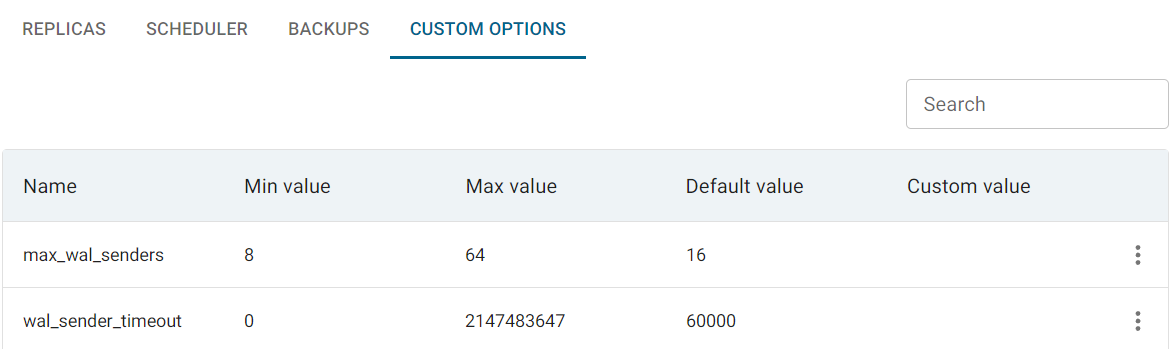 REPLICAS SCHEDULER BACKUPS CUSTOM OPTIONS
Search
Name Min value Max value Default value Custom value
max_wal_senders 8 64 16
wal_sender_timeout 0 2147483647 60000